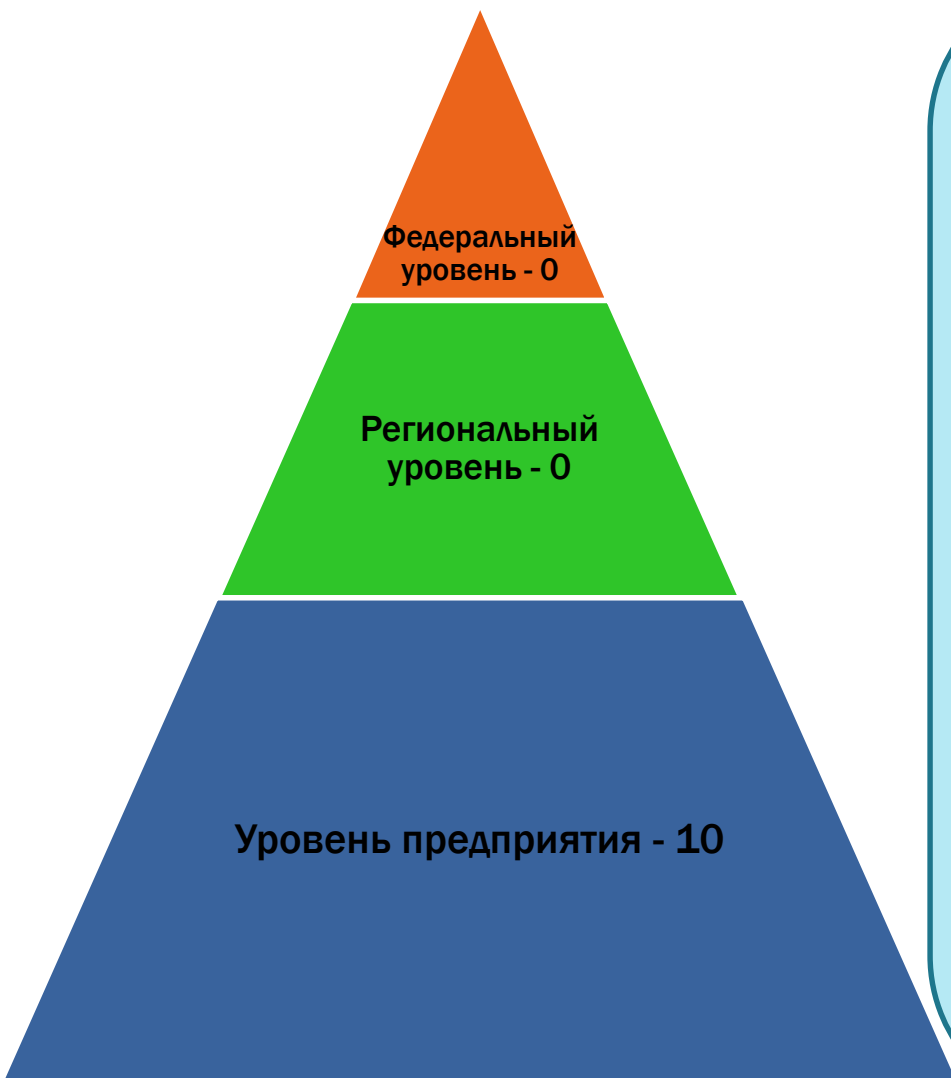 Федеральный
уровень - 0
Региональный
уровень - 0
Уровень предприятия - 10